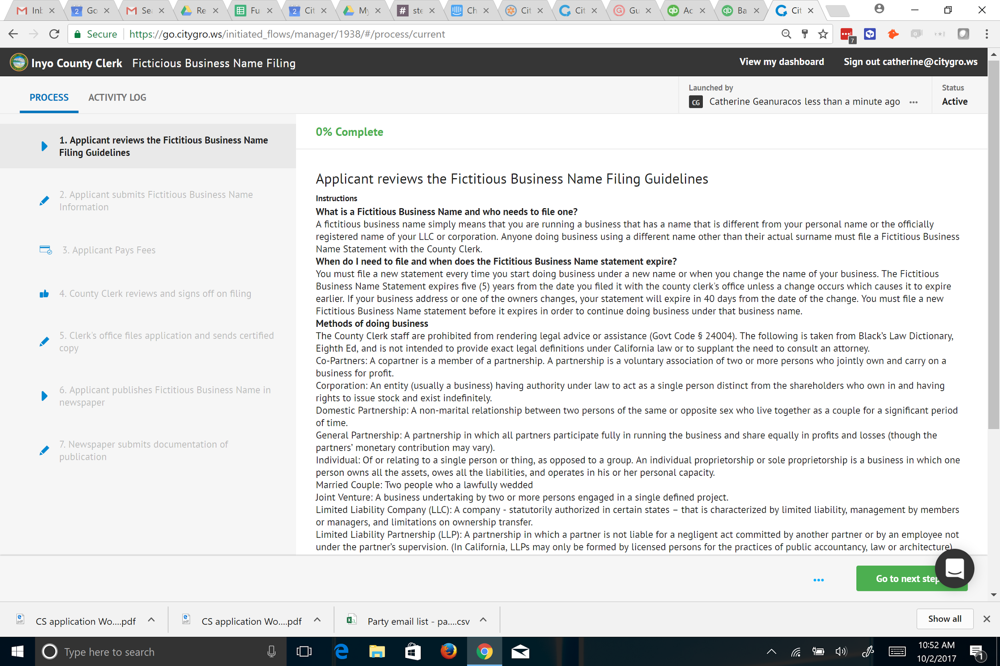 Inb
2 Go
Se
Re
Fu
2 Cit
My
# ste
Ch
Cit
Cit
Gu
Ac
Ba
Cit
Secure https://go.citygro.ws/initiated_flows/manager/1938/#/process/current
7
Inyo County Clerk Ficticious Business Name Filing
View my dashboard Sign out catherine@citygro.ws
PROCESS ACTIVITY LOG
Launched by
CG Catherine Geanuracos less than a minute ago •••
Status
Active
1. Applicant reviews the Fictitious Business Name
Filing Guidelines
2. Applicant submits Fictitious Business Name
Information
3. Applicant Pays Fees
4. County Clerk reviews and signs off on filing
5. Clerk's office files application and sends certified
copy
6. Applicant publishes Fictitious Business Name in
newspaper
7. Newspaper submits documentation of
publication
0% Complete
Applicant reviews the Fictitious Business Name Filing Guidelines
Instructions
What is a Fictitious Business Name and who needs to file one?
A fictitious business name simply means that you are running a business that has a name that is different from your personal name or the officially
registered name of your LLC or corporation. Anyone doing business using a different name other than their actual surname must file a Fictitious Business
Name Statement with the County Clerk.
When do I need to file and when does the Fictitious Business Name statement expire?
You must file a new statement every time you start doing business under a new name or when you change the name of your business. The Fictitious
Business Name Statement expires five (5) years from the date you filed it with the county clerk's office unless a change occurs which causes it to expire
earlier. If your business address or one of the owners changes, your statement will expire in 40 days from the date of the change. You must file a new
Fictitious Business Name statement before it expires in order to continue doing business under that business name.
Methods of doing business
The County Clerk staff are prohibited from rendering legal advice or assistance (Govt Code § 24004). The following is taken from Black’s Law Dictionary,
Eighth Ed, and is not intended to provide exact legal definitions under California law or to supplant the need to consult an attorney.
Co-Partners: A copartner is a member of a partnership. A partnership is a voluntary association of two or more persons who jointly own and carry on a
business for profit.
Corporation: An entity (usually a business) having authority under law to act as a single person distinct from the shareholders who own in and having
rights to issue stock and exist indefinitely.
Domestic Partnership: A non-marital relationship between two persons of the same or opposite sex who live together as a couple for a significant period
of time.
General Partnership: A partnership in which all partners participate fully in running the business and share equally in profits and losses (though the
partners’ monetary contribution may vary).
Individual: Of or relating to a single person or thing, as opposed to a group. An individual proprietorship or sole proprietorship is a business in which one
person owns all the assets, owes all the liabilities, and operates in his or her personal capacity.
Married Couple: Two people who a lawfully wedded
Joint Venture: A business undertaking by two or more persons engaged in a single defined project.
Limited Liability Company (LLC): A company - statutorily authorized in certain states – that is characterized by limited liability, management by members
or managers, and limitations on ownership transfer.
Limited Liability Partnership (LLP): A partnership in which a partner is not liable for a negligent act committed by another partner or by an employee not
under the partner’s supervision. (In California, LLPs may only be formed by licensed persons for the practices of public accountancy, law or architecture)
••• Go to next step
CS application Wo....pdf
CS application Wo....pdf
Party email list - pa....csv
Show all
Type here to search
10:52 AM
10/2/2017
1